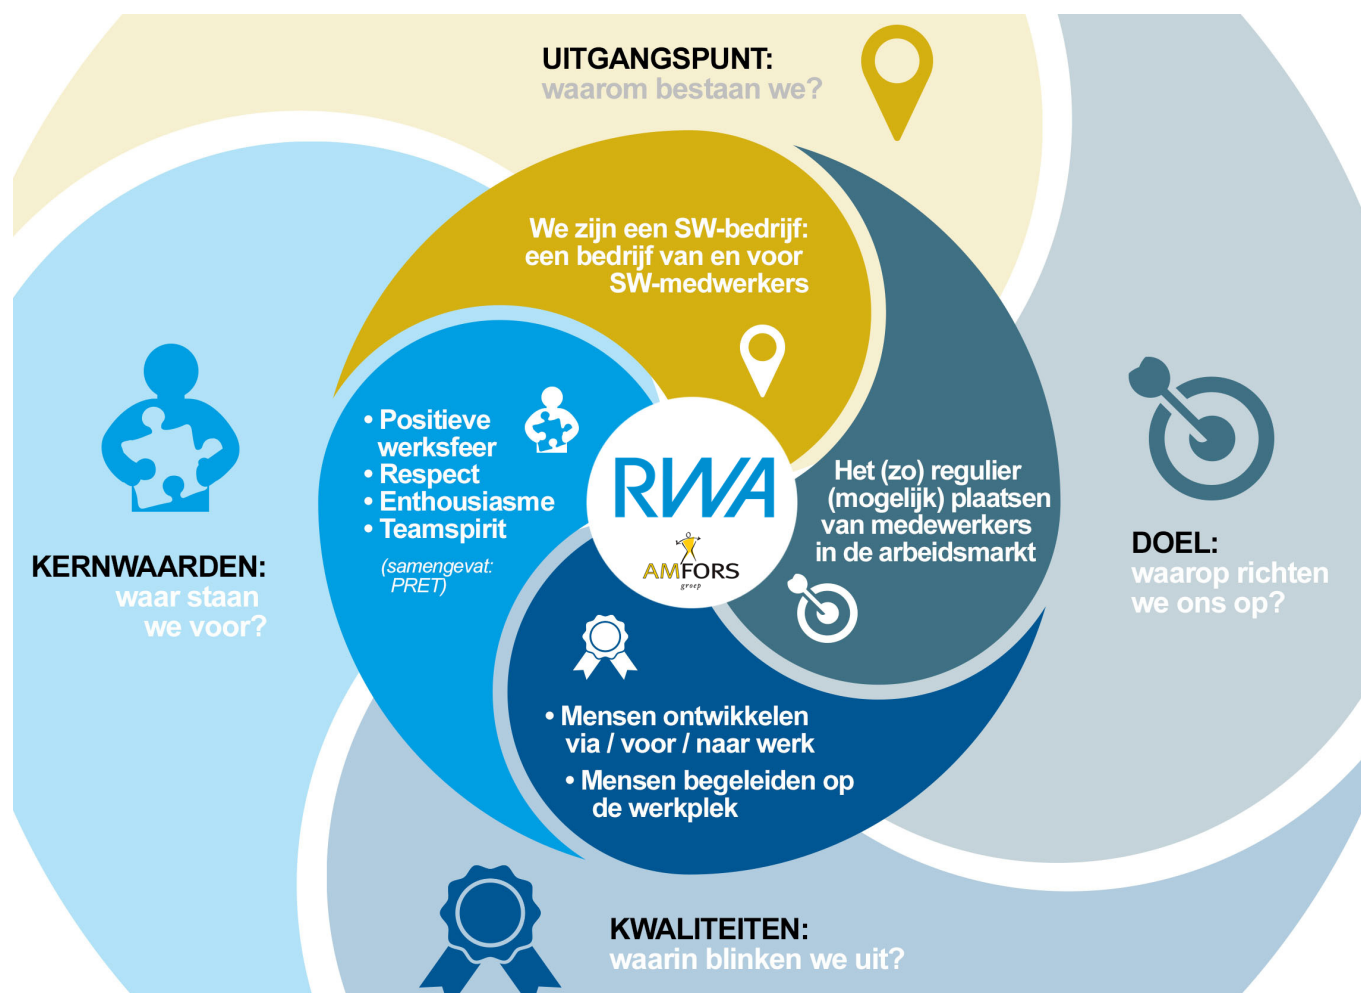 UITGANGSPUNT:
waarom bestaan we?
We zijn een SW-bedrijf:
een bedrijf van en voor
SW-medwerkers
• Positieve
werksfeer
• Respect
• Enthousiasme
• Teamspirit
(samengevat:
PRET)
RWA
AMFORS
groep
Het (zo) regulier
(mogelijk) plaatsen
van medewerkers
in de arbeidsmarkt
KERNWAARDEN:
waar staan
we voor?
DOEL:
waarop richten
we ons op?
• Mensen ontwikkelen
via / voor / naar werk
• Mensen begeleiden op
de werkplek
KWALITEITEN:
waarin blinken we uit?